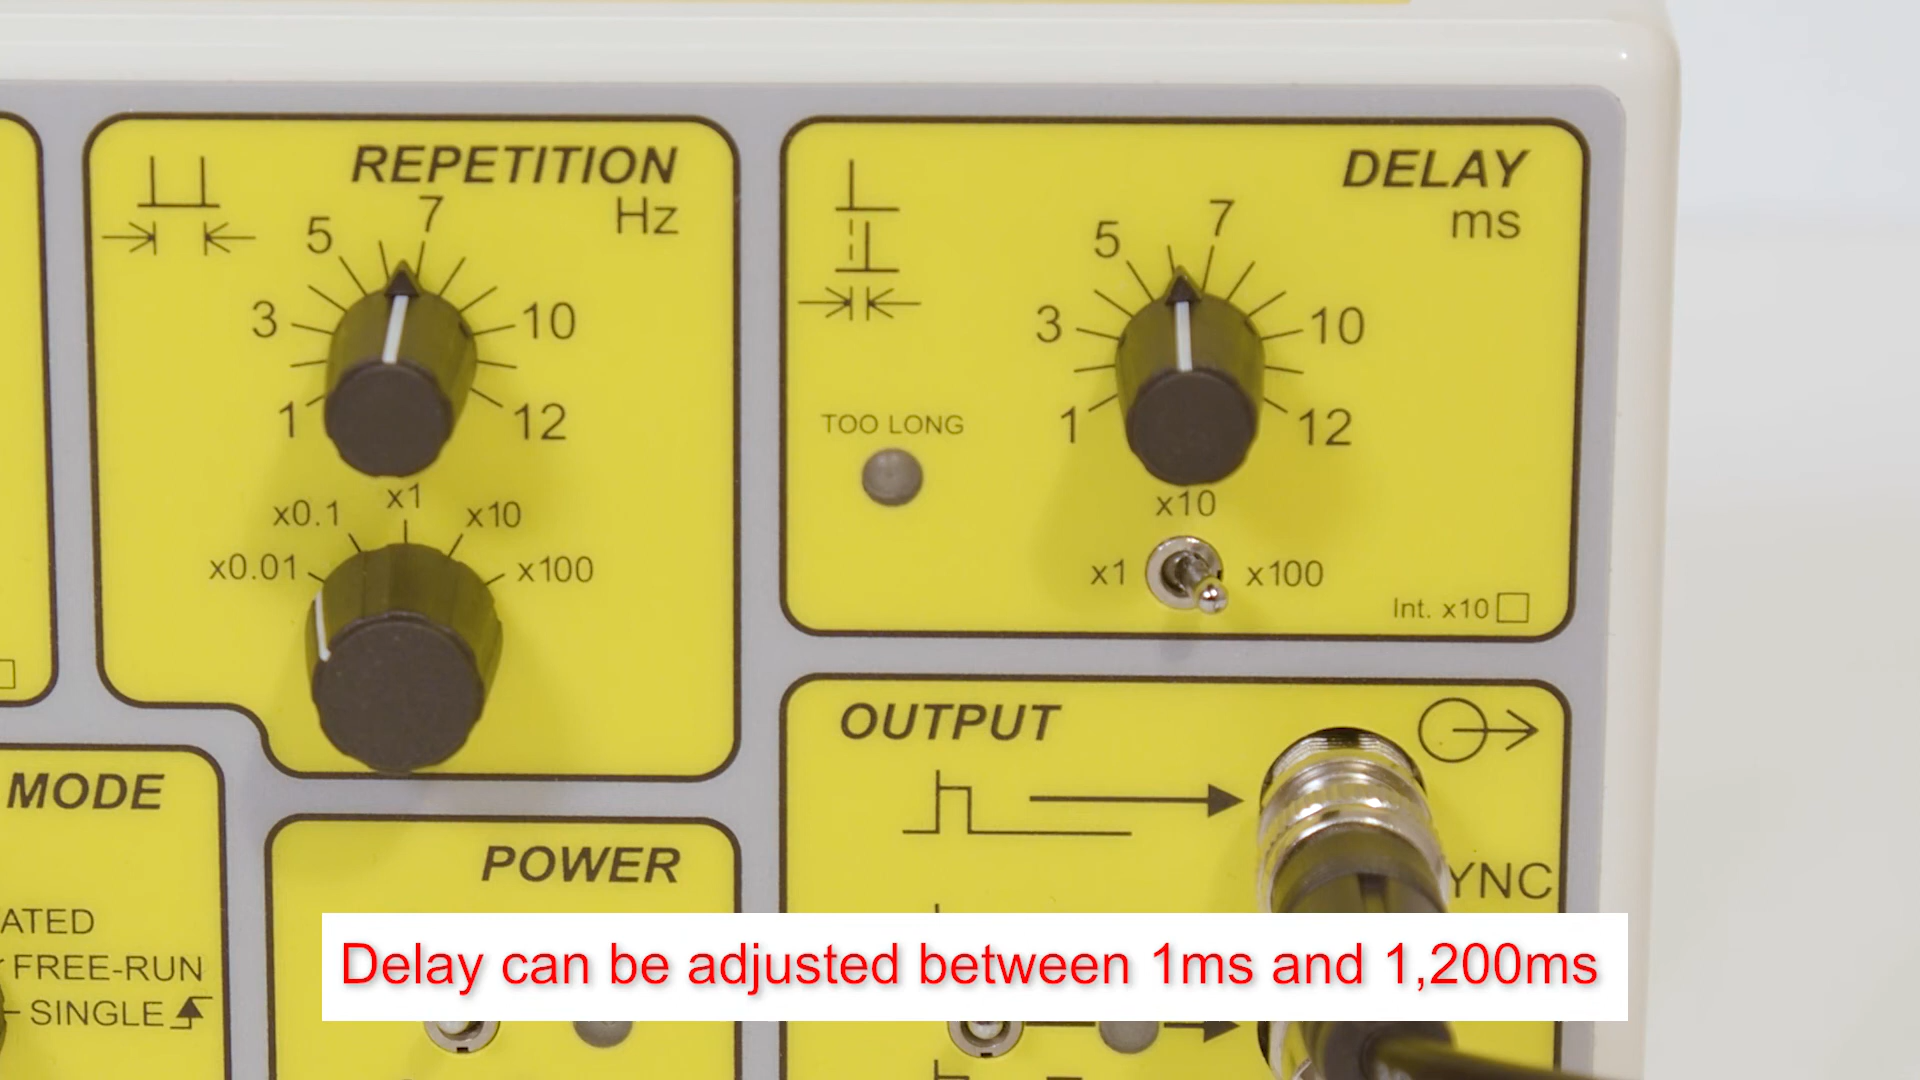 REPETITION
Hz
1
3
5
7
10
12
x0.01
x0.1
x1
x10
x100
DELAY
ms
1
3
5
7
10
12
TOO LONG
x1
x10
x100
Int. x10
MODE
ATED
FREE-RUN
SINGLE
POWER
OUTPUT
YNC
Delay can be adjusted between 1ms and 1,200ms